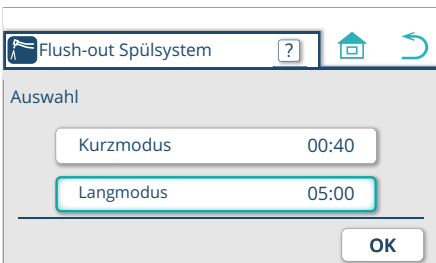 Flush-out Spülsystem ?
Auswahl
Kurzmodus 00:40
Langmodus 05:00
OK